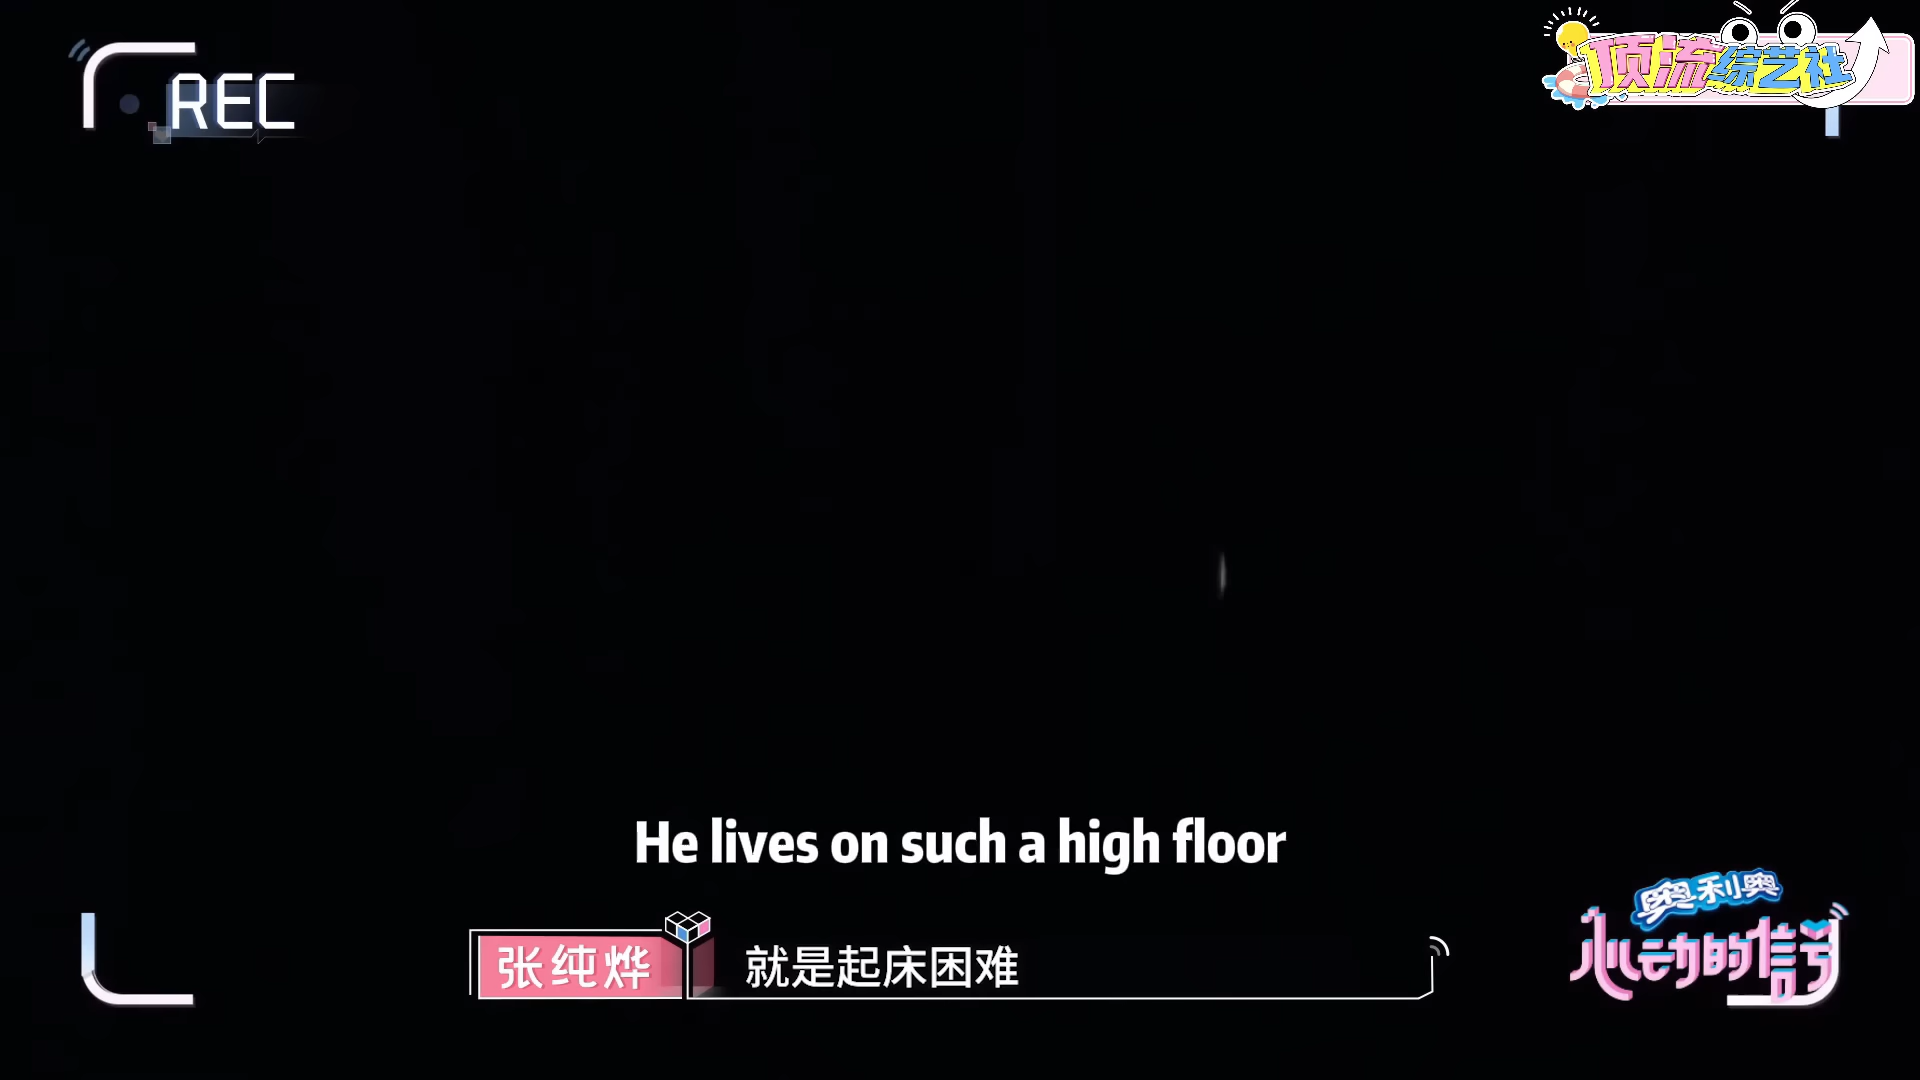 REC
顶流综艺社
He lives on such a high floor
张纯烨 就是起床困难
奥利奥
心动的信号